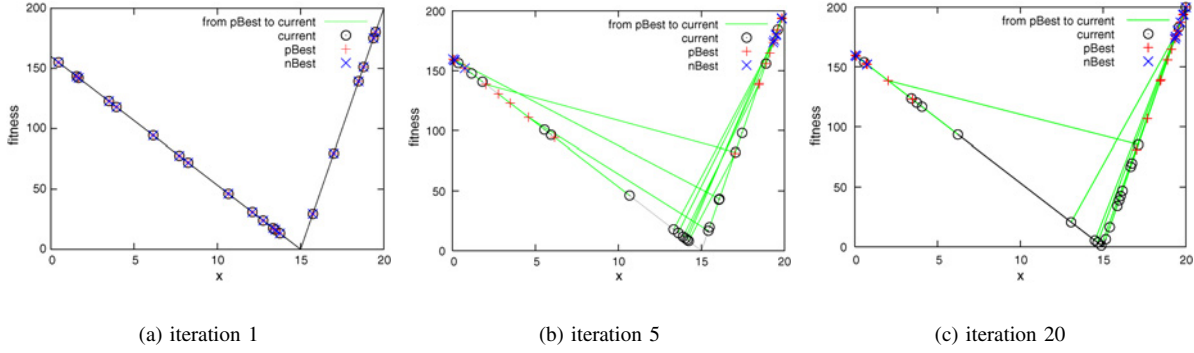 200
150
100
50
0
fitness
0
5
10
15
20
x
from pBest to current
current
pBest
nBest
200
150
100
50
0
fitness
0
5
10
15
20
x
from pBest to current
current
pBest
nBest
200
150
100
50
0
fitness
0
5
10
15
20
x
from pBest to current
current
pBest
nBest
(a) iteration 1
(b) iteration 5
(c) iteration 20